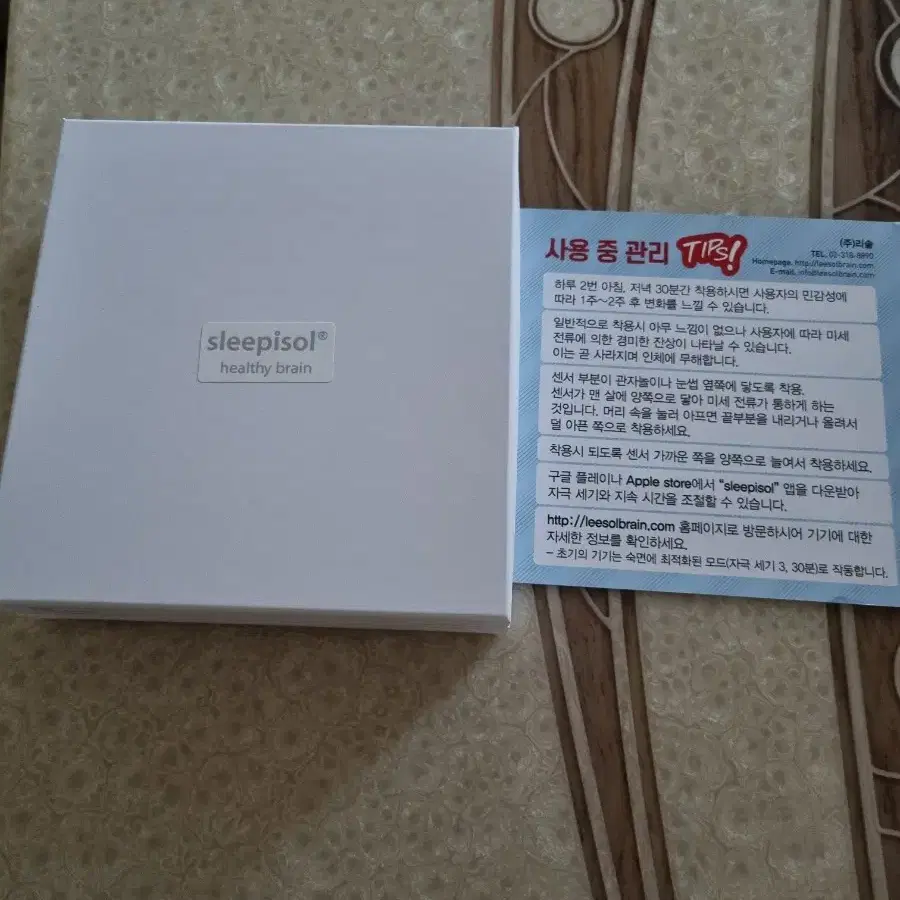 sleepisol®
healthy brain
사용 중 관리 TIPS!
(주)리솔
TEL. 02-318-8890
Homepage. http://leesolbrain.com
E-mail. info@leesolbrain.com
하루 2번 아침, 저녁 30분간 착용하시면 사용자의 민감성에
따라 1주~2주 후 변화를 느낄 수 있습니다.
일반적으로 착용시 아무 느낌이 없으나 사용자에 따라 미세
전류에 의한 경미한 잔상이 나타날 수 있습니다.
이는 곧 사라지며 인체에 무해합니다.
센서 부분이 관자놀이나 눈썹 옆쪽에 닿도록 착용.
센서가 맨 살에 양쪽으로 닿아 미세 전류가 통하게 하는
것입니다. 머리 속을 눌러 아프면 끝부분을 내리거나 올려서
덜 아픈 쪽으로 착용하세요.
착용시 되도록 센서 가까운 쪽을 양쪽으로 늘여서 착용하세요.
구글 플레이나 Apple store에서 “sleepisol” 앱을 다운받아
자극 세기와 지속 시간을 조절할 수 있습니다.
http://leesolbrain.com 홈페이지로 방문하시어 기기에 대한
자세한 정보를 확인하세요.
– 초기의 기기는 숙면에 최적화된 모드(자극 세기 3, 30분)로 작동합니다.